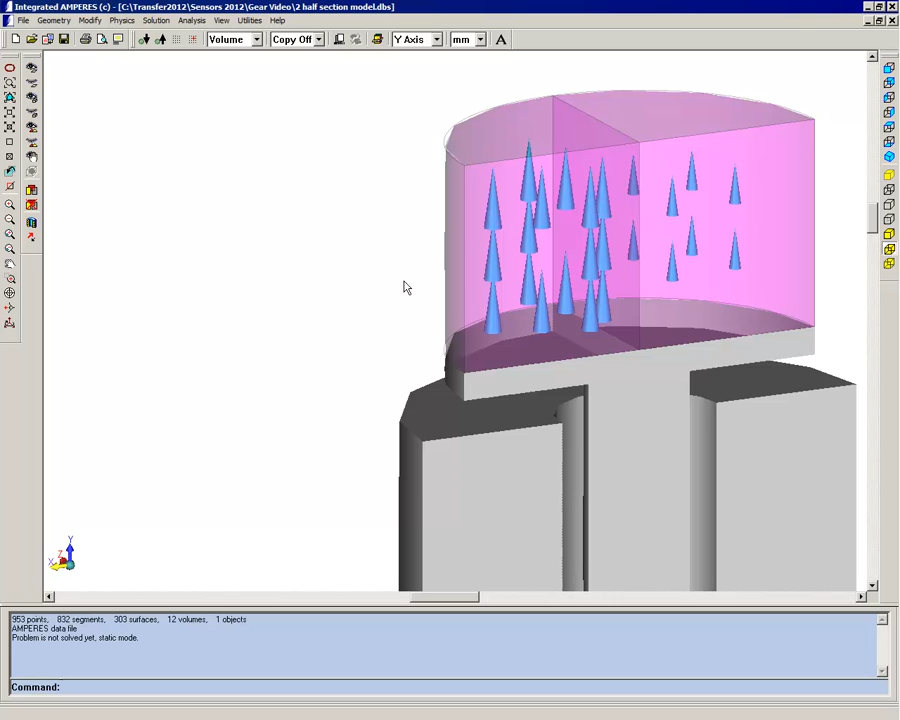 Integrated AMPERES (c) - [C:\Transfer2012\Sensors 2012\Gear Video\2 half section model.dbs]
File Geometry Modify Physics Solution Analysis View Utilities Help
Volume Copy Off Y Axis mm A
Y
Z
X
953 points, 832 segments, 303 surfaces, 12 volumes, 1 objects
AMPERES data file
Problem is not solved yet, static mode.
Command: